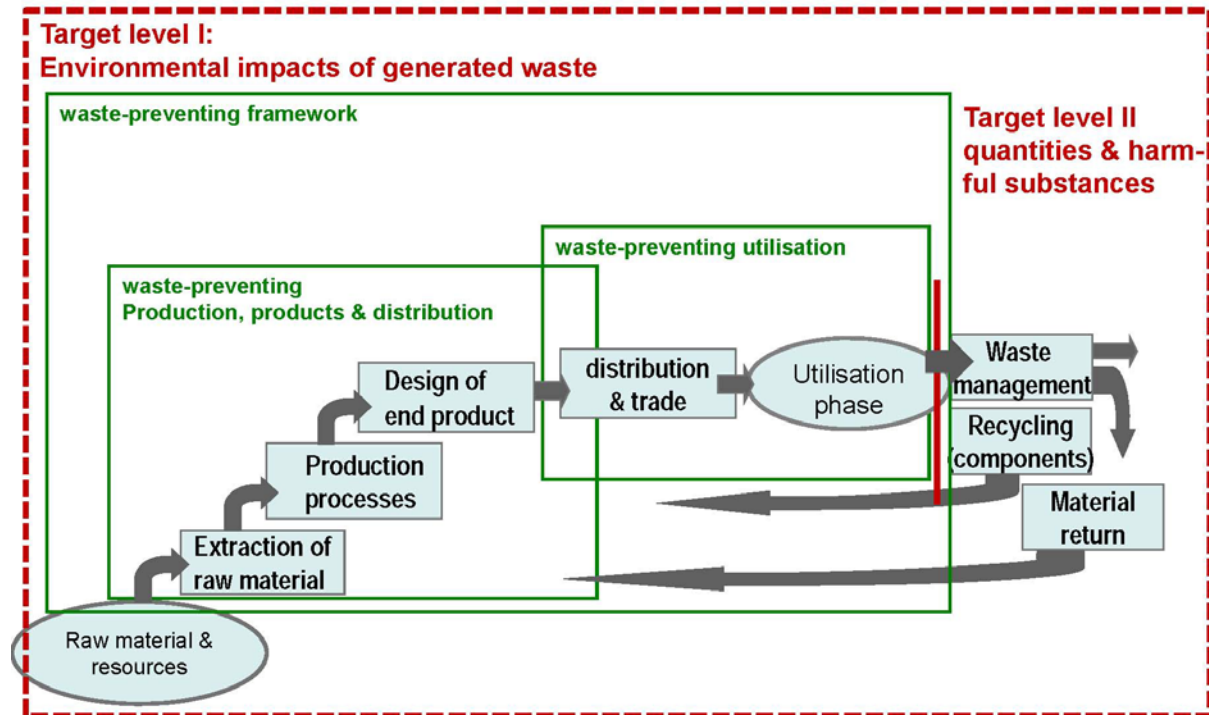 Target level I:
Environmental impacts of generated waste
waste-preventing framework
Target level II
quantities & harm-
ful substances
waste-preventing utilisation
waste-preventing
Production, products & distribution
Design of
end product
distribution
& trade
Utilisation
phase
Waste
management
Recycling
(components)
Production
processes
Material
return
Extraction of
raw material
Raw material &
resources